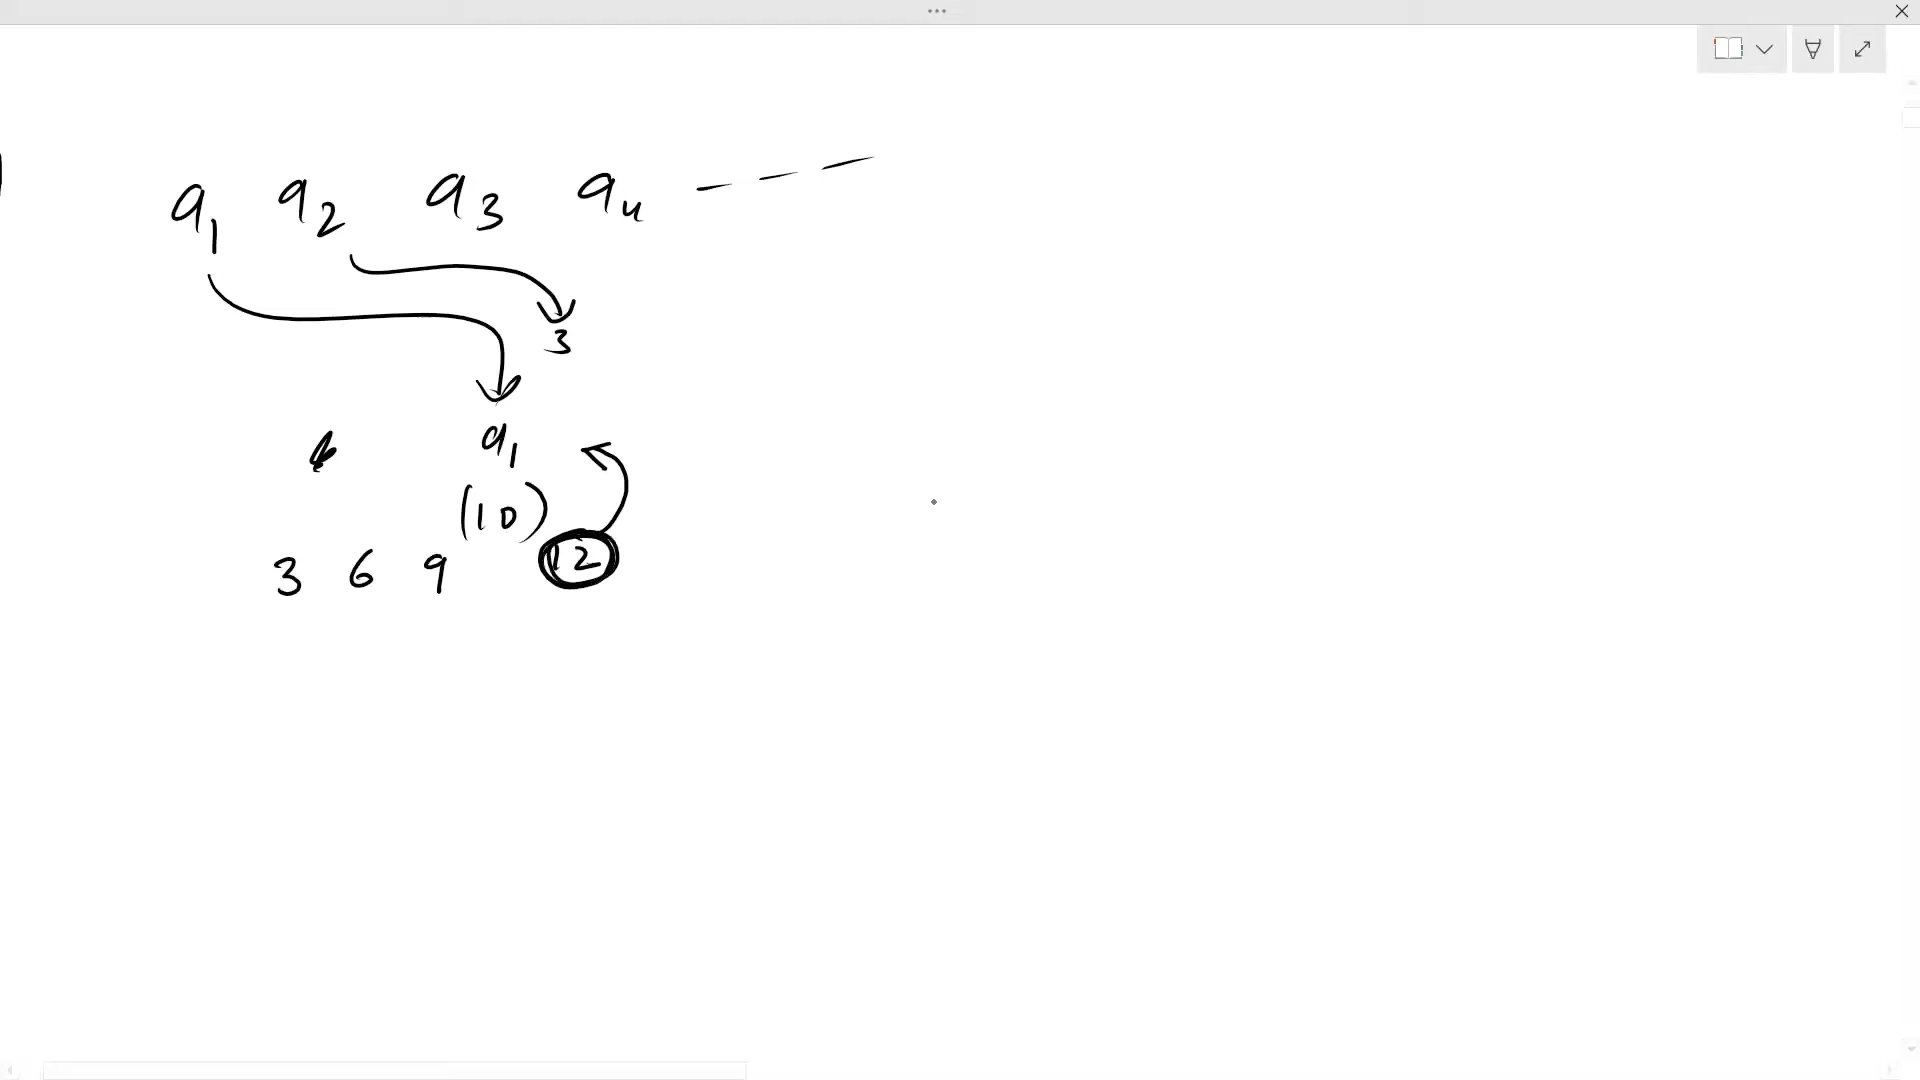 a₁ a₂ a₃ a₄ - - -
3
a₁
(10)
3 6 9 12